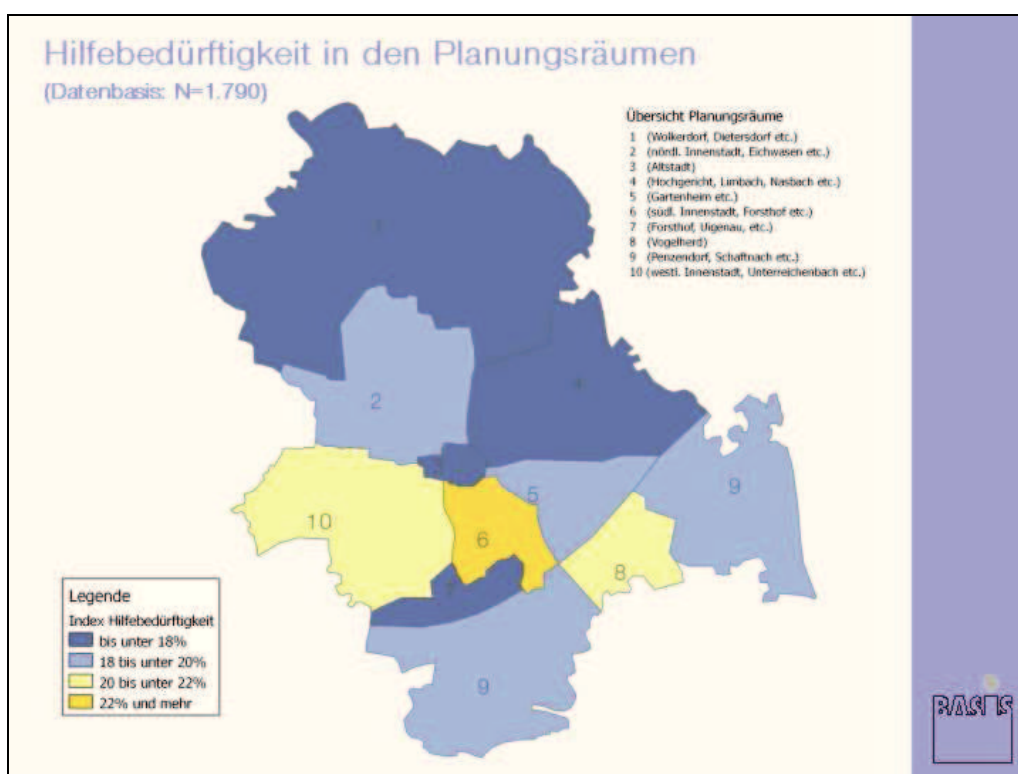 Hilfebedürftigkeit in den Planungsräumen
(Datenbasis: N=1.790)
Übersicht Planungsräume
1 (Wolkerdorf, Dietersdorf etc.)
2 (nördl. Innenstadt, Eichwasen etc.)
3 (Altstadt)
4 (Hochgericht, Limbach, Nasbach etc.)
5 (Gartenheim etc.)
6 (südl. Innenstadt, Forsthof etc.)
7 (Forsthof, Uigenau, etc.)
8 (Vogelherd)
9 (Penzendorf, Schaftnach etc.)
10 (westl. Innenstadt, Unterreichenbach etc.)
1
4
2
3
9
5
10
6
8
7
9
Legende
Index Hilfebedürftigkeit
bis unter 18%
18 bis unter 20%
20 bis unter 22%
22% und mehr
BASIS